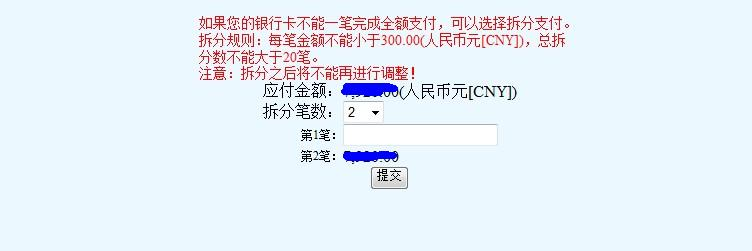 如果您的银行卡不能一笔完成全额支付，可以选择拆分支付。
拆分规则：每笔金额不能小于300.00(人民币元[CNY])，总拆
分数不能大于20笔。
注意：拆分之后将不能再进行调整！
应付金额：(人民币元[CNY])
拆分笔数：2
第1笔：
第2笔：
提交